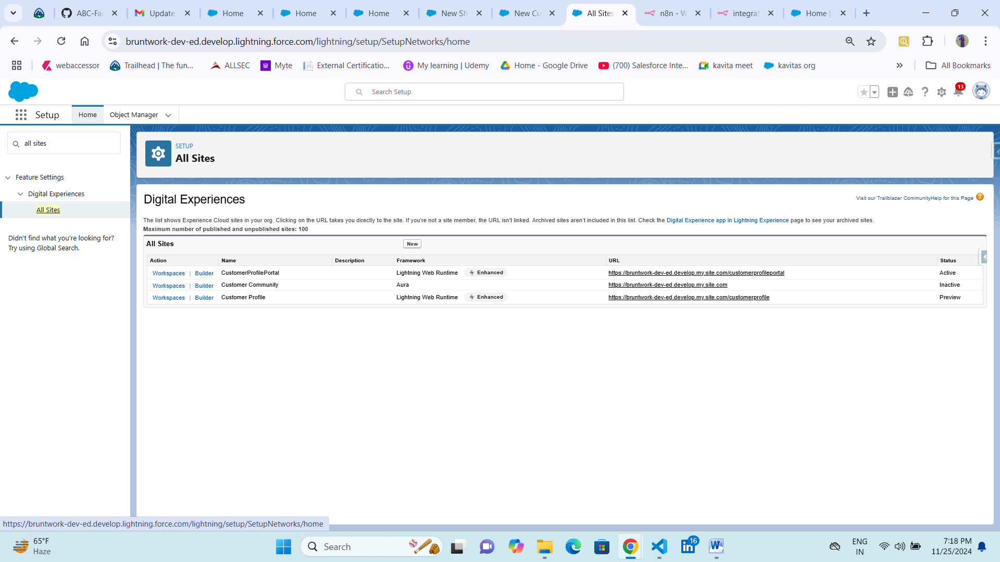 ABC-Fas
Update
Home
Home
Home
New Sh
New Cu
All Sites
n8n - W
integrat
Home |
bruntwork-dev-ed.develop.lightning.force.com/lightning/setup/SetupNetworks/home
webaccessor
Trailhead | The fun...
ALLSEC
Myte
External Certificatio...
My learning | Udemy
Home - Google Drive
(700) Salesforce Inte...
kavita meet
kavitas org
All Bookmarks
Search Setup
13
Setup
Home
Object Manager
all sites
Feature Settings
Digital Experiences
All Sites
Didn't find what you're looking for?
Try using Global Search.
SETUP
All Sites
Digital Experiences
Visit our Trailblazer Community
Help for this Page
The list shows Experience Cloud sites in your org. Clicking on the URL takes you directly to the site. If you're not a site member, the URL isn't linked. Archived sites aren't included in this list. Check the Digital Experience app in Lightning Experience page to see your archived sites.
Maximum number of published and unpublished sites: 100
All Sites
New
Action Name Description Framework URL Status
Workspaces | Builder CustomerProfilePortal Lightning Web Runtime Enhanced https://bruntwork-dev-ed.develop.my.site.com/customerprofileportal Active
Workspaces | Builder Customer Community Aura https://bruntwork-dev-ed.develop.my.site.com Inactive
Workspaces | Builder Customer Profile Lightning Web Runtime Enhanced https://bruntwork-dev-ed.develop.my.site.com/customerprofile Preview
https://bruntwork-dev-ed.develop.lightning.force.com/lightning/setup/SetupNetworks/home
65°F
Haze
Search
16
ENG
IN
7:18 PM
11/25/2024